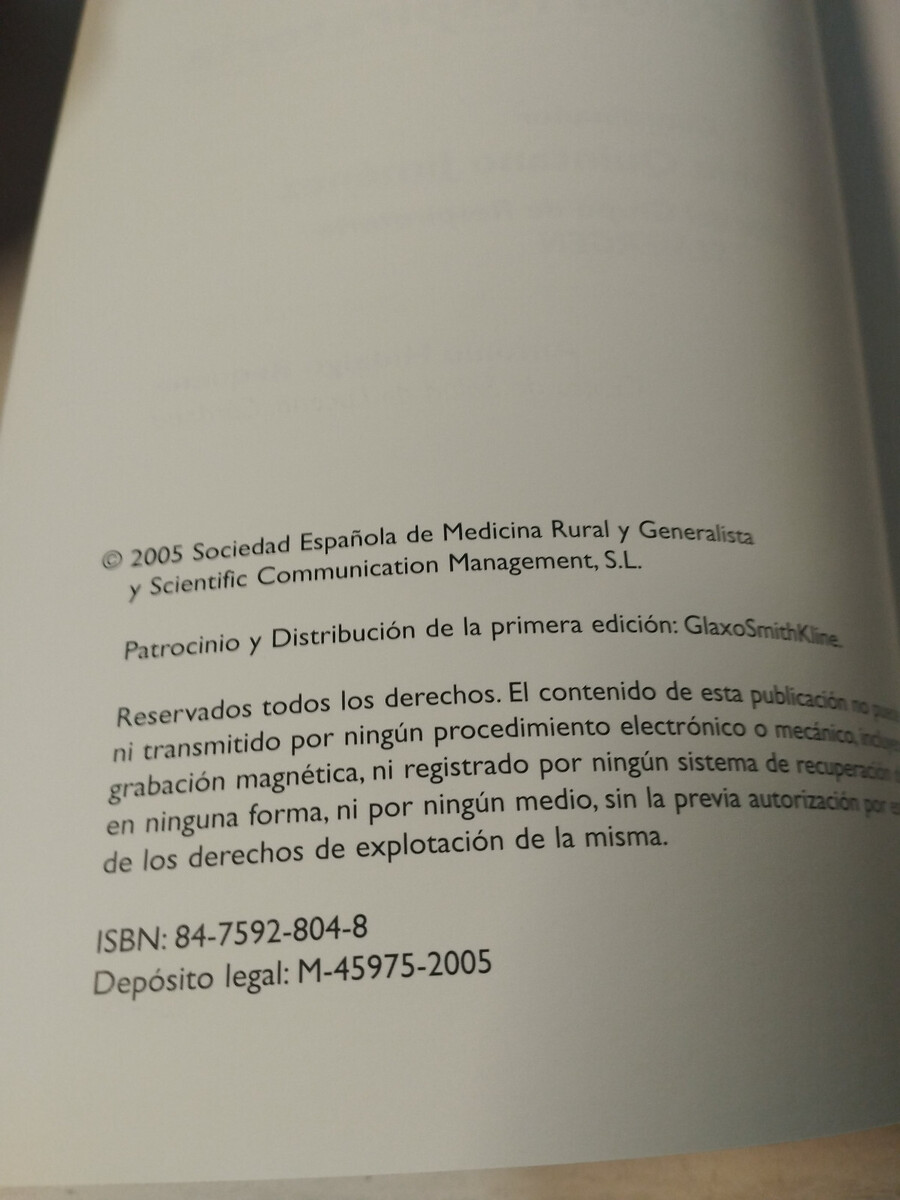 © 2005 Sociedad Española de Medicina Rural y Generalista
y Scientific Communication Management, S.L.
Patrocinio y Distribución de la primera edición: GlaxoSmithKline.
Reservados todos los derechos. El contenido de esta publicación no
ni transmitido por ningún procedimiento electrónico o mecánico,
grabación magnética, ni registrado por ningún sistema de recuperación
en ninguna forma, ni por ningún medio, sin la previa autorización por
de los derechos de explotación de la misma.
ISBN: 84-7592-804-8
Depósito legal: M-45975-2005